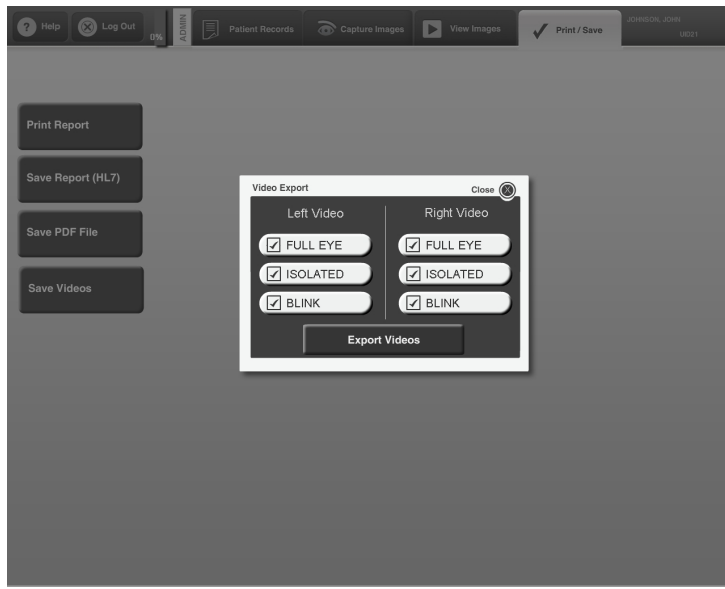 ? Help
Log Out
0%
ADMIN
Patient Records
Capture Images
View Images
Print / Save
JOHNSON, JOHN
UID21
Print Report
Save Report (HL7)
Save PDF File
Save Videos
Video Export
Close
Left Video
Right Video
FULL EYE
FULL EYE
ISOLATED
ISOLATED
BLINK
BLINK
Export Videos